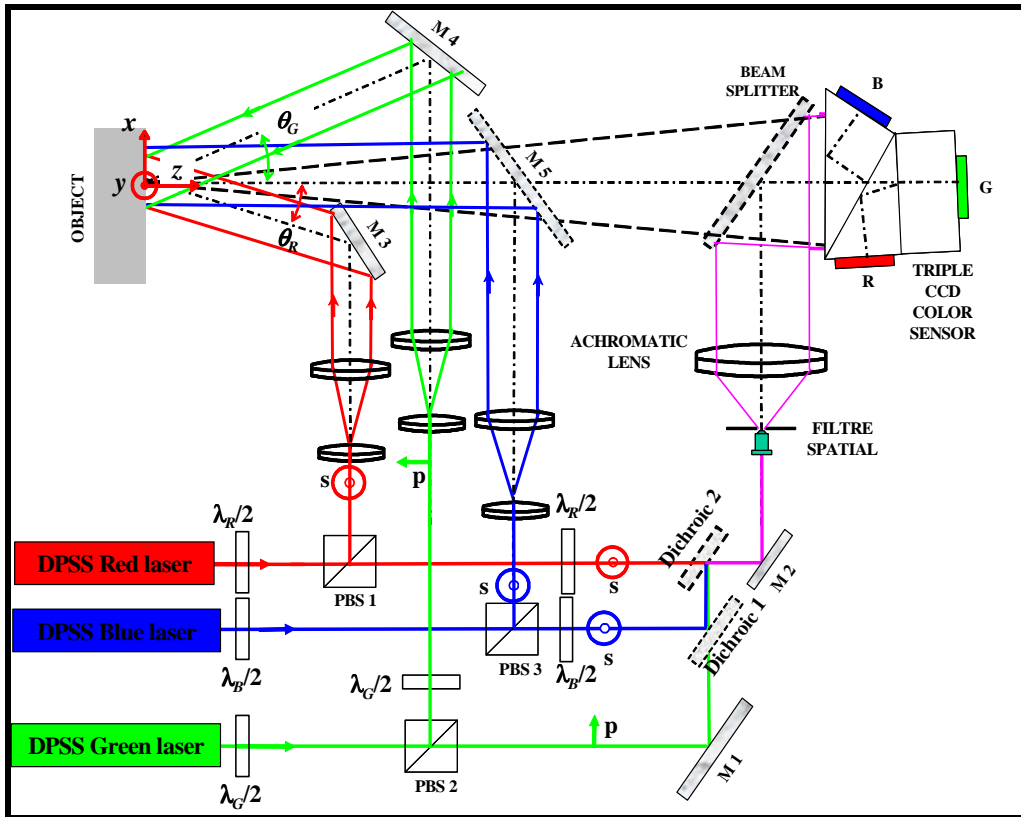 M 4
BEAM
SPLITTER
B
x
θG
M 5
OBJECT
y
z
G
θR
M 3
R
TRIPLE
CCD
COLOR
SENSOR
ACHROMATIC
LENS
FILTRE
SPATIAL
s
p
λR/2
λR/2
Dichroic 2
DPSS Red laser
PBS 1
s
M 2
s
DPSS Blue laser
s
Dichroic 1
λB/2
PBS 3
λB/2
λG/2
DPSS Green laser
p
PBS 2
M 1
λG/2